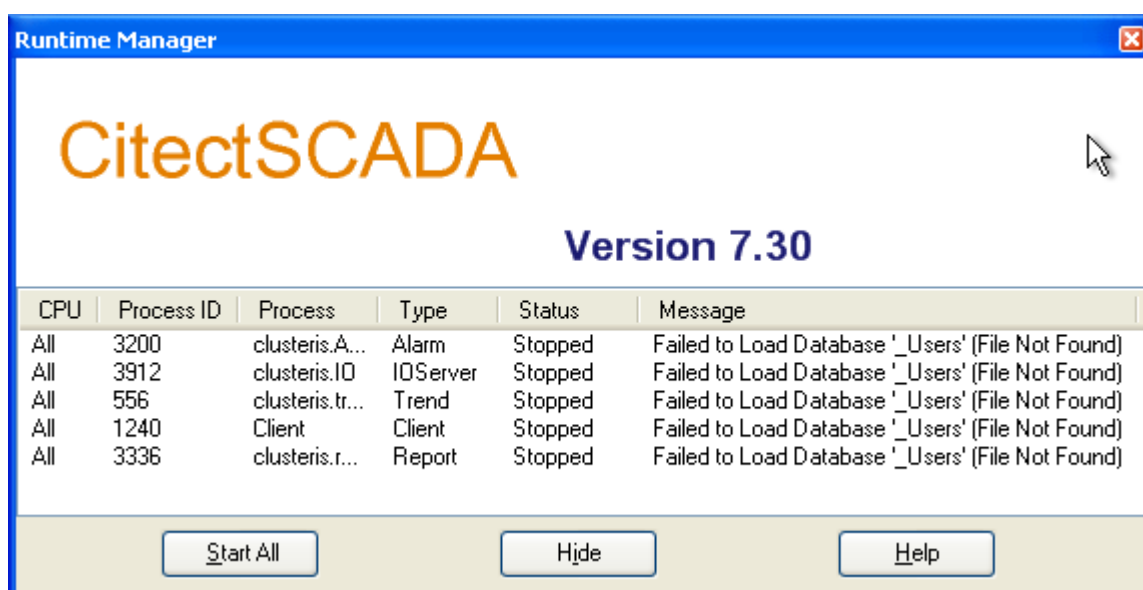 Runtime Manager
CitectSCADA
Version 7.30
CPU Process ID Process Type Status Message
All 3200 clusteris.A... Alarm Stopped Failed to Load Database '_Users' (File Not Found)
All 3912 clusteris.IO IOServer Stopped Failed to Load Database '_Users' (File Not Found)
All 556 clusteris.tr... Trend Stopped Failed to Load Database '_Users' (File Not Found)
All 1240 Client Client Stopped Failed to Load Database '_Users' (File Not Found)
All 3336 clusteris.r... Report Stopped Failed to Load Database '_Users' (File Not Found)
Start All Hide Help